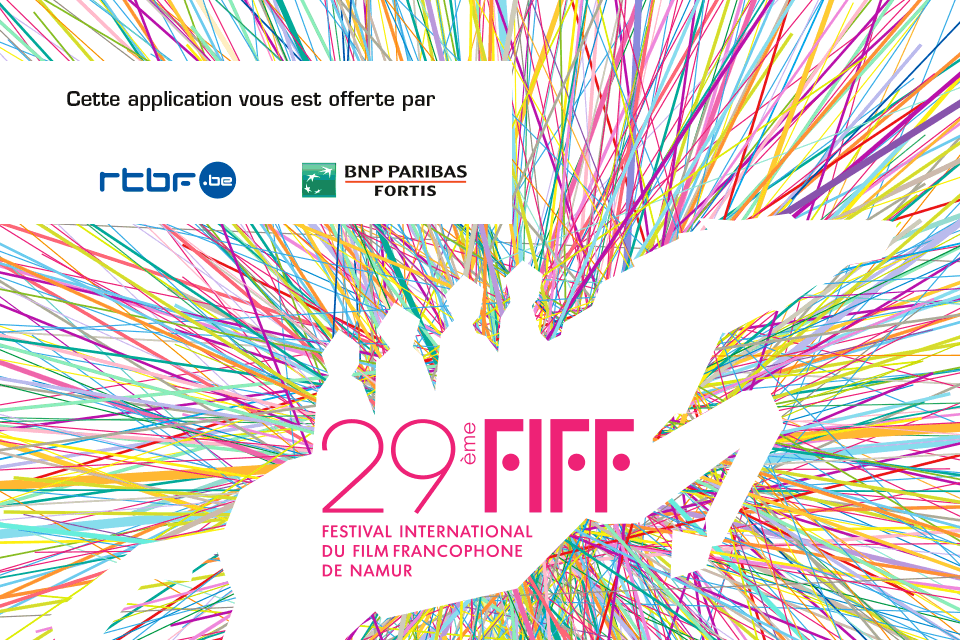 Cette application vous est offerte par
rtbf.be
BNP PARIBAS
FORTIS
29ème FIFF
FESTIVAL INTERNATIONAL
DU FILM FRANCOPHONE
DE NAMUR